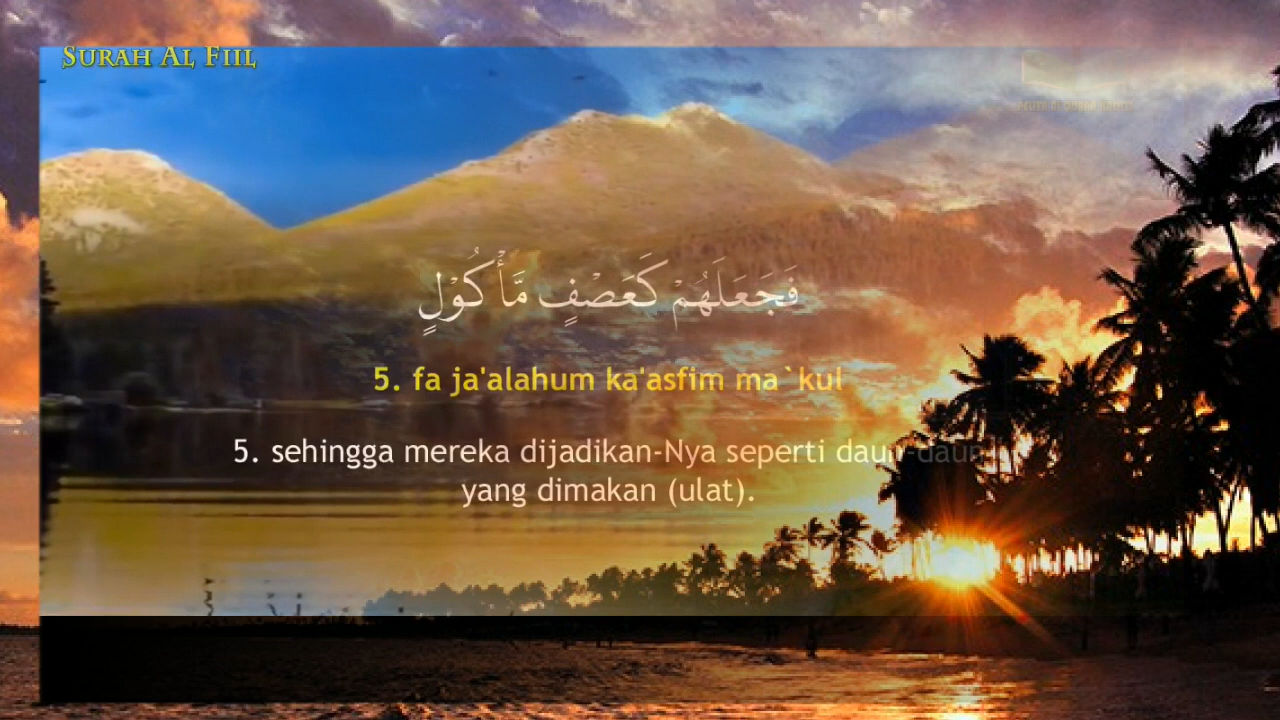 SURAH AL FIIL
فَجَعَلَهُمْ كَعَصْفٍ مَّأْكُوْلٍ
5. fa ja'alahum ka'asfim ma`kul
5. sehingga mereka dijadikan-Nya seperti daun-daun
yang dimakan (ulat).